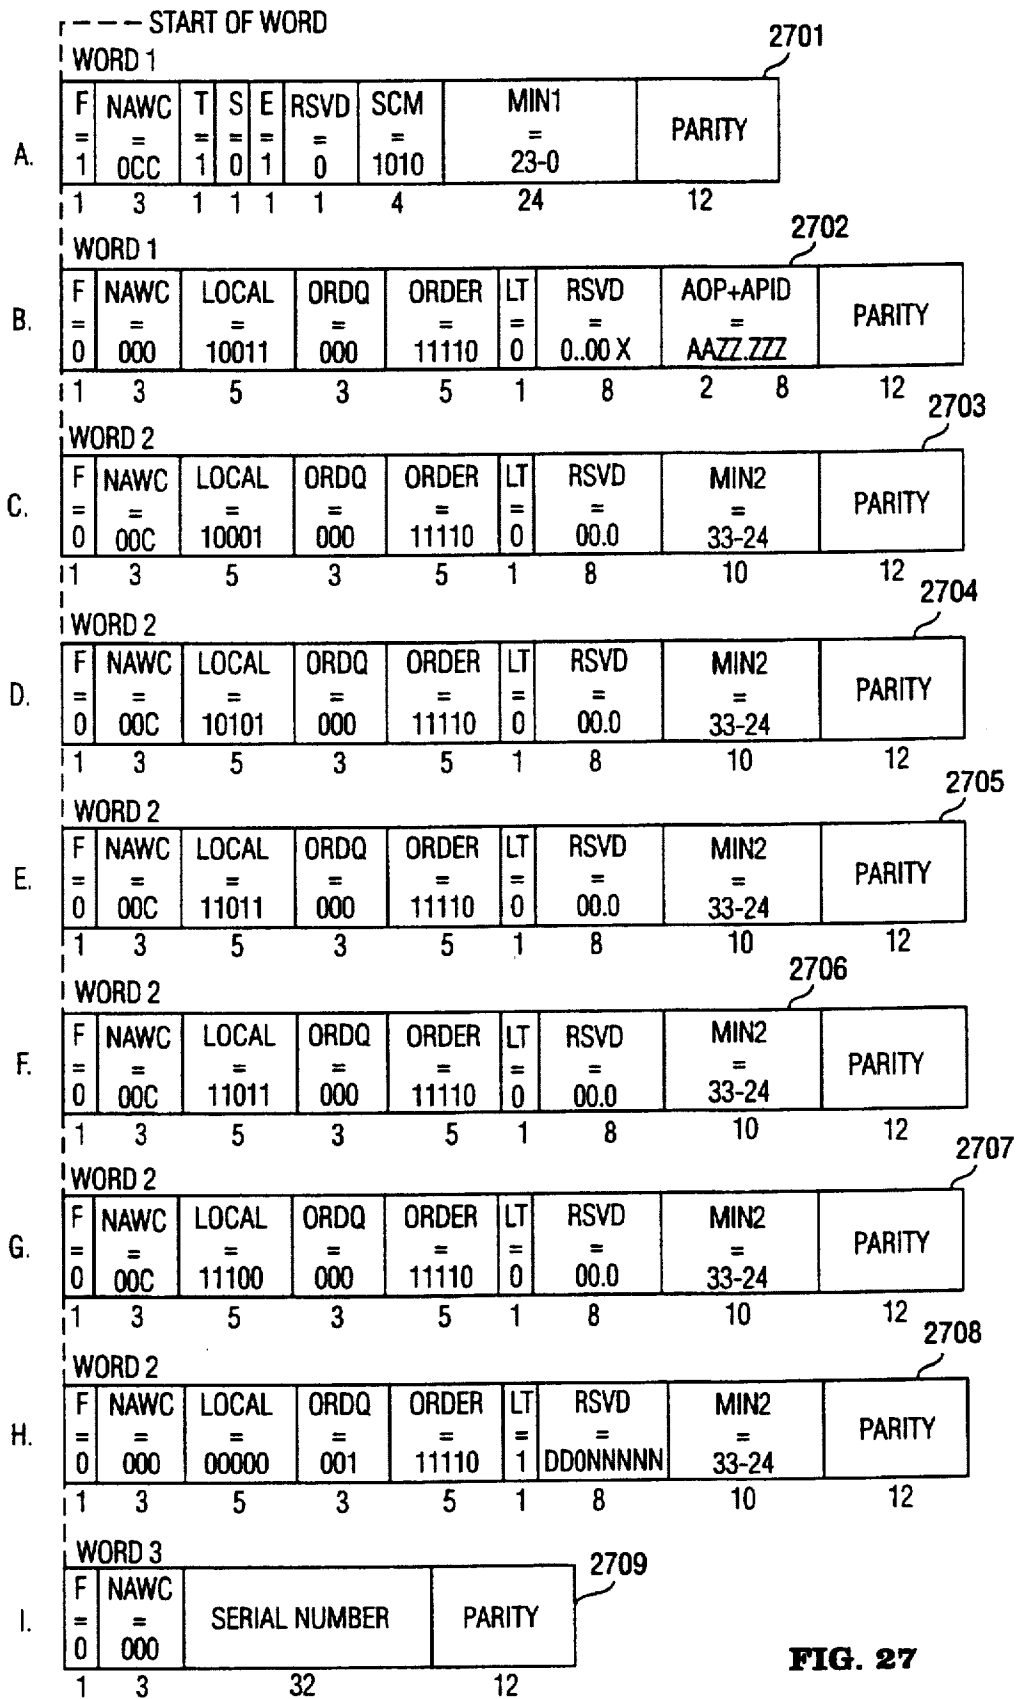 START OF WORD
2701
WORD 1
A.
F NAWC T S E RSVD SCM MIN1 PARITY
= = = = = = = =
1 0CC 1 0 1 0 1010 23-0
1 3 1 1 1 1 4 24 12
2702
WORD 1
B.
F NAWC LOCAL ORDQ ORDER LT RSVD AOP+APID PARITY
= = = = = = = =
0 000 10011 000 11110 0 0..00 X AAZZ.ZZZ
1 3 5 3 5 1 8 2 8 12
2703
WORD 2
C.
F NAWC LOCAL ORDQ ORDER LT RSVD MIN2 PARITY
= = = = = = = =
0 00C 10001 000 11110 0 00.0 33-24
1 3 5 3 5 1 8 10 12
2704
WORD 2
D.
F NAWC LOCAL ORDQ ORDER LT RSVD MIN2 PARITY
= = = = = = = =
0 00C 10101 000 11110 0 00.0 33-24
1 3 5 3 5 1 8 10 12
2705
WORD 2
E.
F NAWC LOCAL ORDQ ORDER LT RSVD MIN2 PARITY
= = = = = = = =
0 00C 11011 000 11110 0 00.0 33-24
1 3 5 3 5 1 8 10 12
2706
WORD 2
F.
F NAWC LOCAL ORDQ ORDER LT RSVD MIN2 PARITY
= = = = = = = =
0 00C 11011 000 11110 0 00.0 33-24
1 3 5 3 5 1 8 10 12
2707
WORD 2
G.
F NAWC LOCAL ORDQ ORDER LT RSVD MIN2 PARITY
= = = = = = = =
0 00C 11100 000 11110 0 00.0 33-24
1 3 5 3 5 1 8 10 12
2708
WORD 2
H.
F NAWC LOCAL ORDQ ORDER LT RSVD MIN2 PARITY
= = = = = = = =
0 000 00000 001 11110 1 DD0NNNNN 33-24
1 3 5 3 5 1 8 10 12
WORD 3
2709
I.
F NAWC SERIAL NUMBER PARITY
= =
0 000
1 3 32 12
FIG. 27